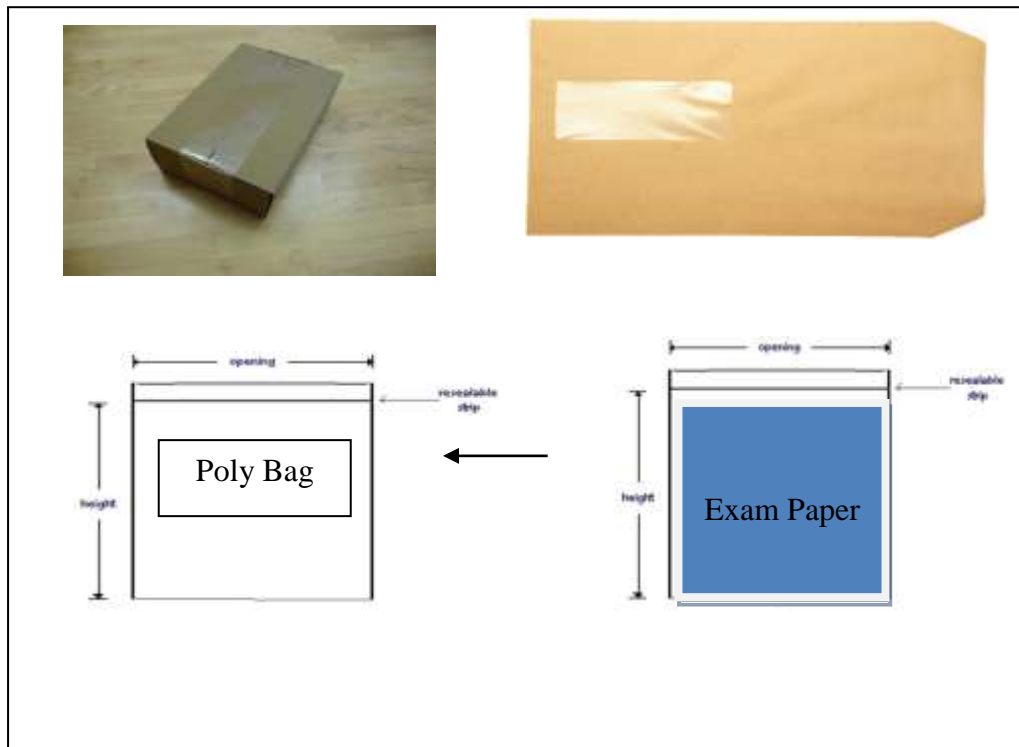 opening
resealable
strip
Poly Bag
height
opening
resealable
strip
height
Exam Paper